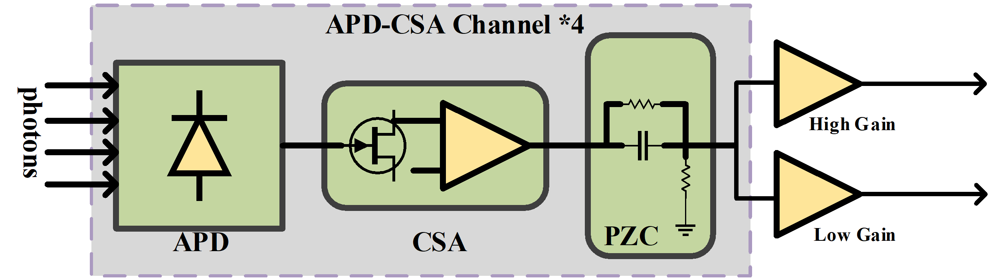 APD-CSA Channel *4
photons
APD
CSA
PZC
High Gain
Low Gain